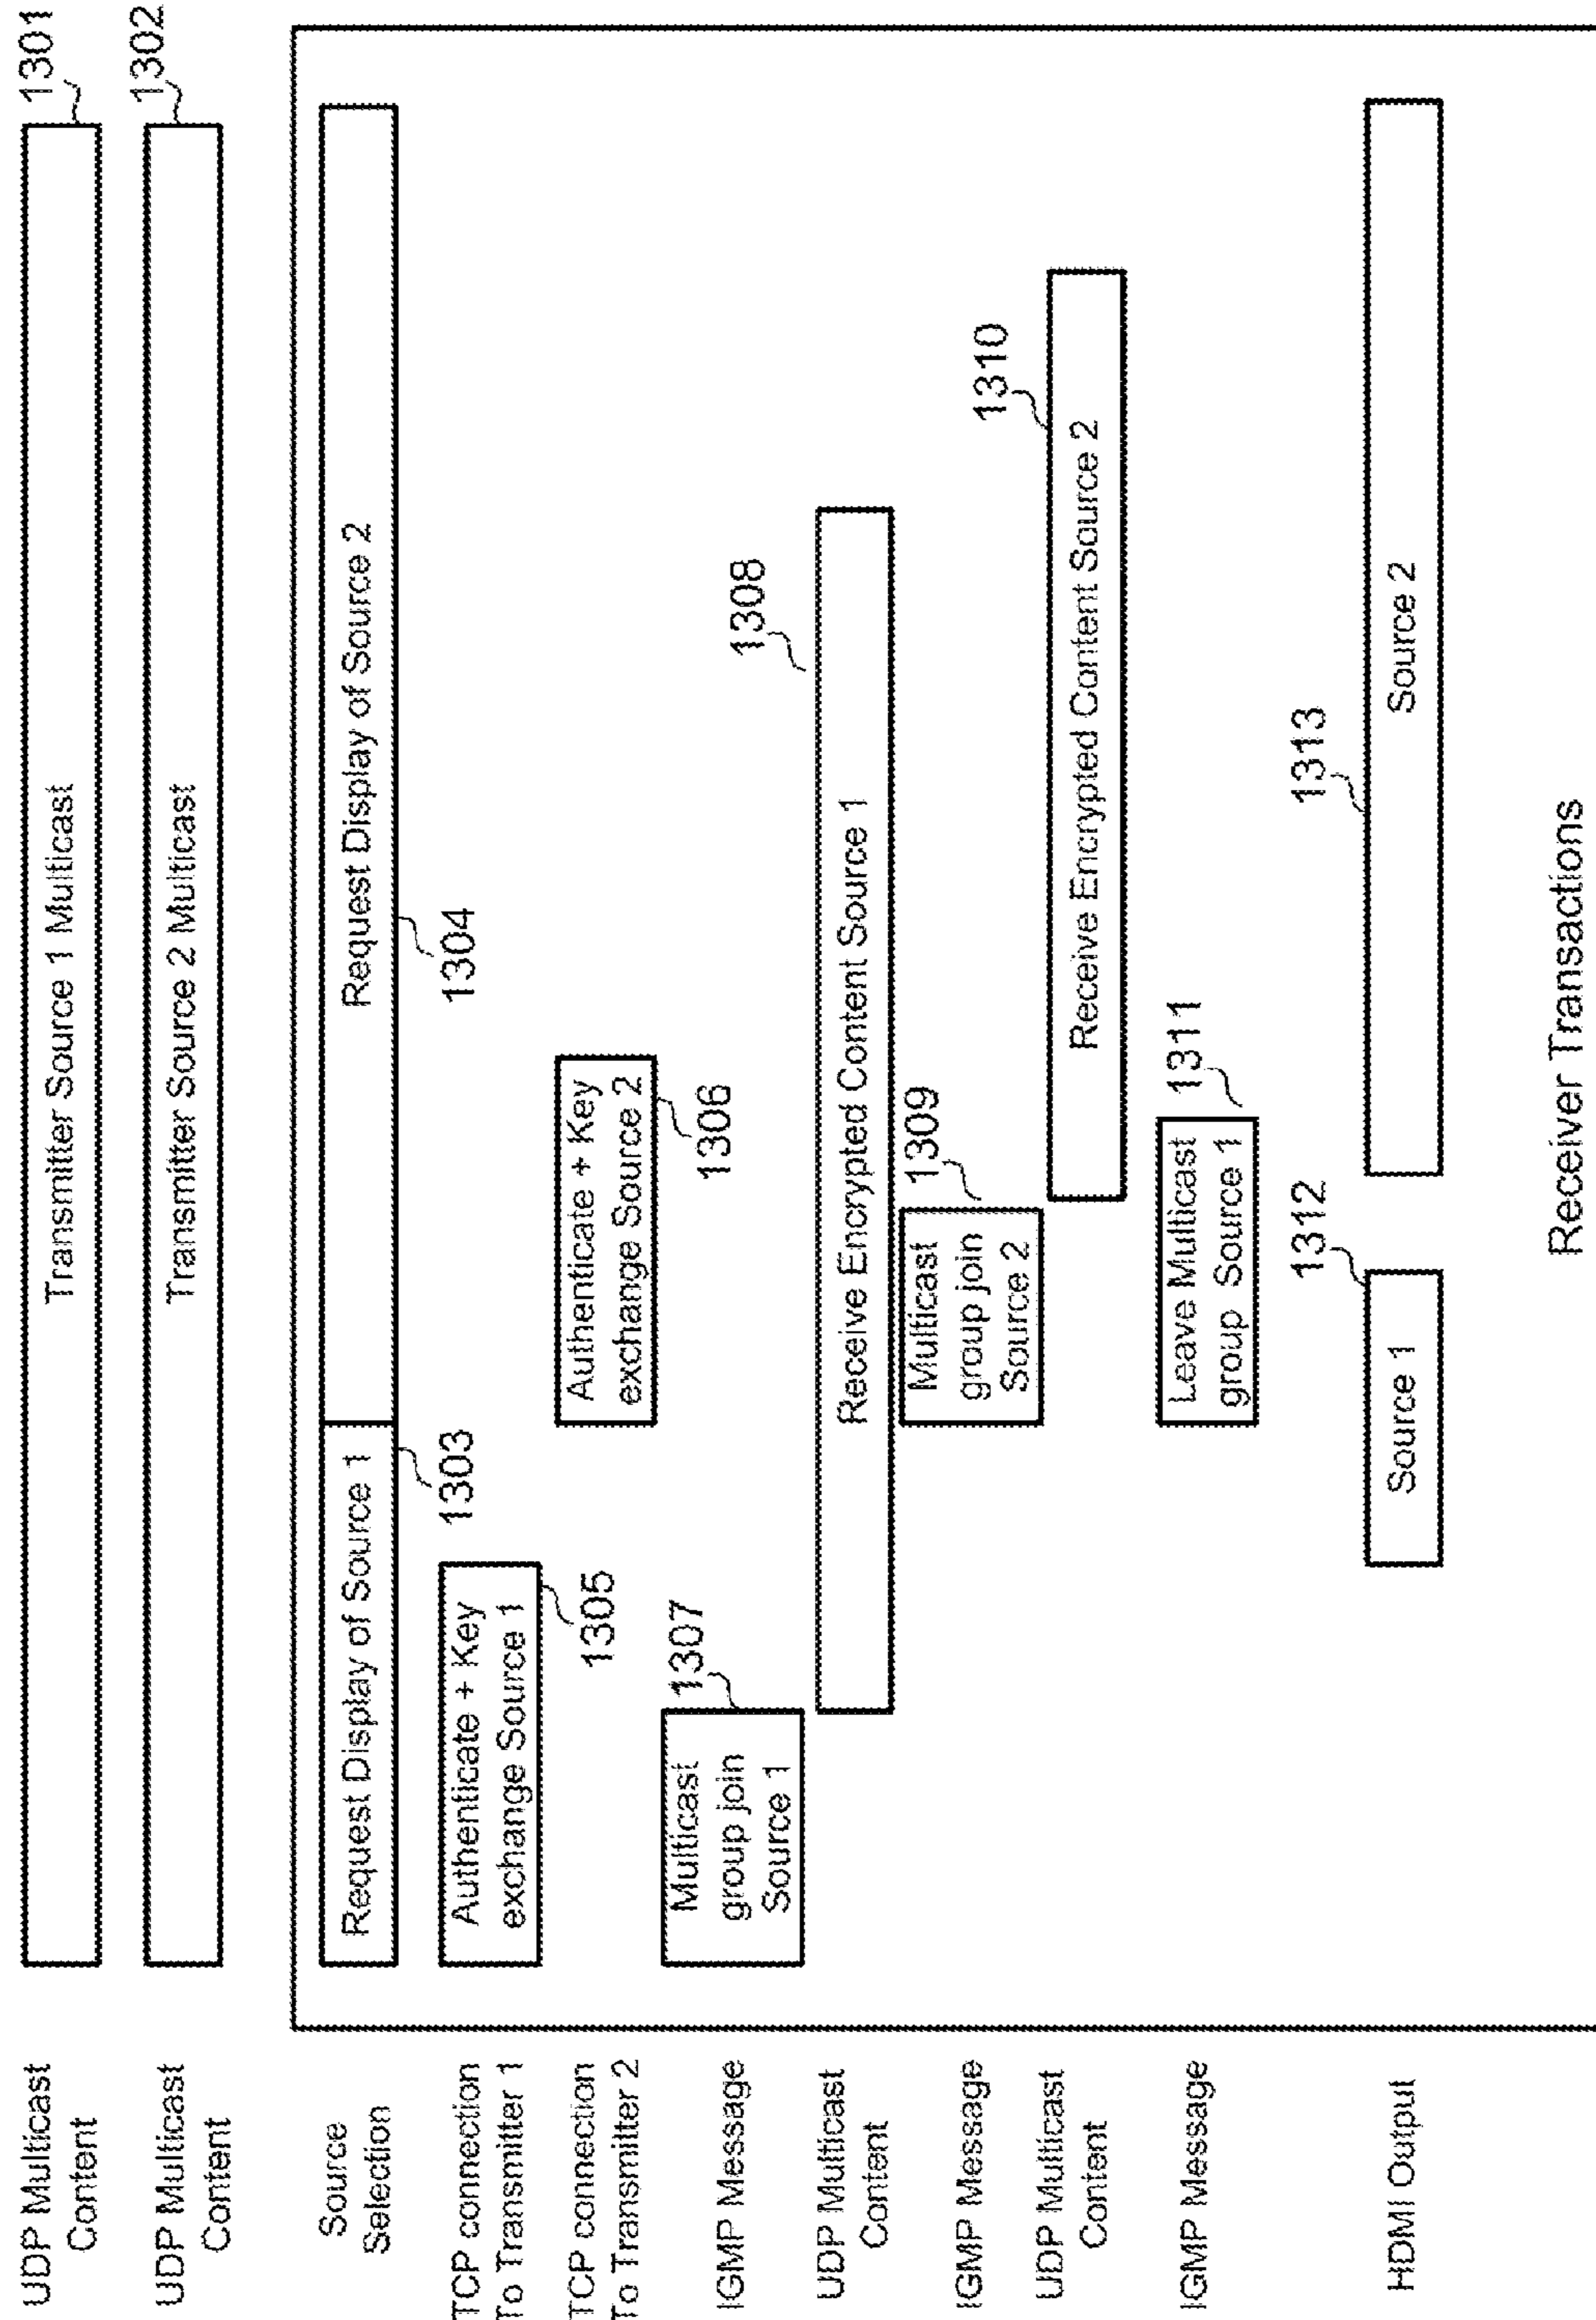 UDP Multicast
Content
Transmitter Source 1 Multicast
1301
UDP Multicast
Content
Transmitter Source 2 Multicast
1302
Source
Selection
Request Display of Source 1
1303
Request Display of Source 2
1304
TCP connection
To Transmitter 1
Authenticate + Key
exchange Source 1
1305
TCP connection
To Transmitter 2
Authenticate + Key
exchange Source 2
1306
IGMP Message
Multicast
group join
Source 1
1307
UDP Multicast
Content
Receive Encrypted Content Source 1
1308
IGMP Message
Multicast
group join
Source 2
1309
UDP Multicast
Content
Receive Encrypted Content Source 2
1310
IGMP Message
Leave Multicast
group Source 1
1311
HDMI Output
Source 1
1312
Source 2
1313
Receiver Transactions